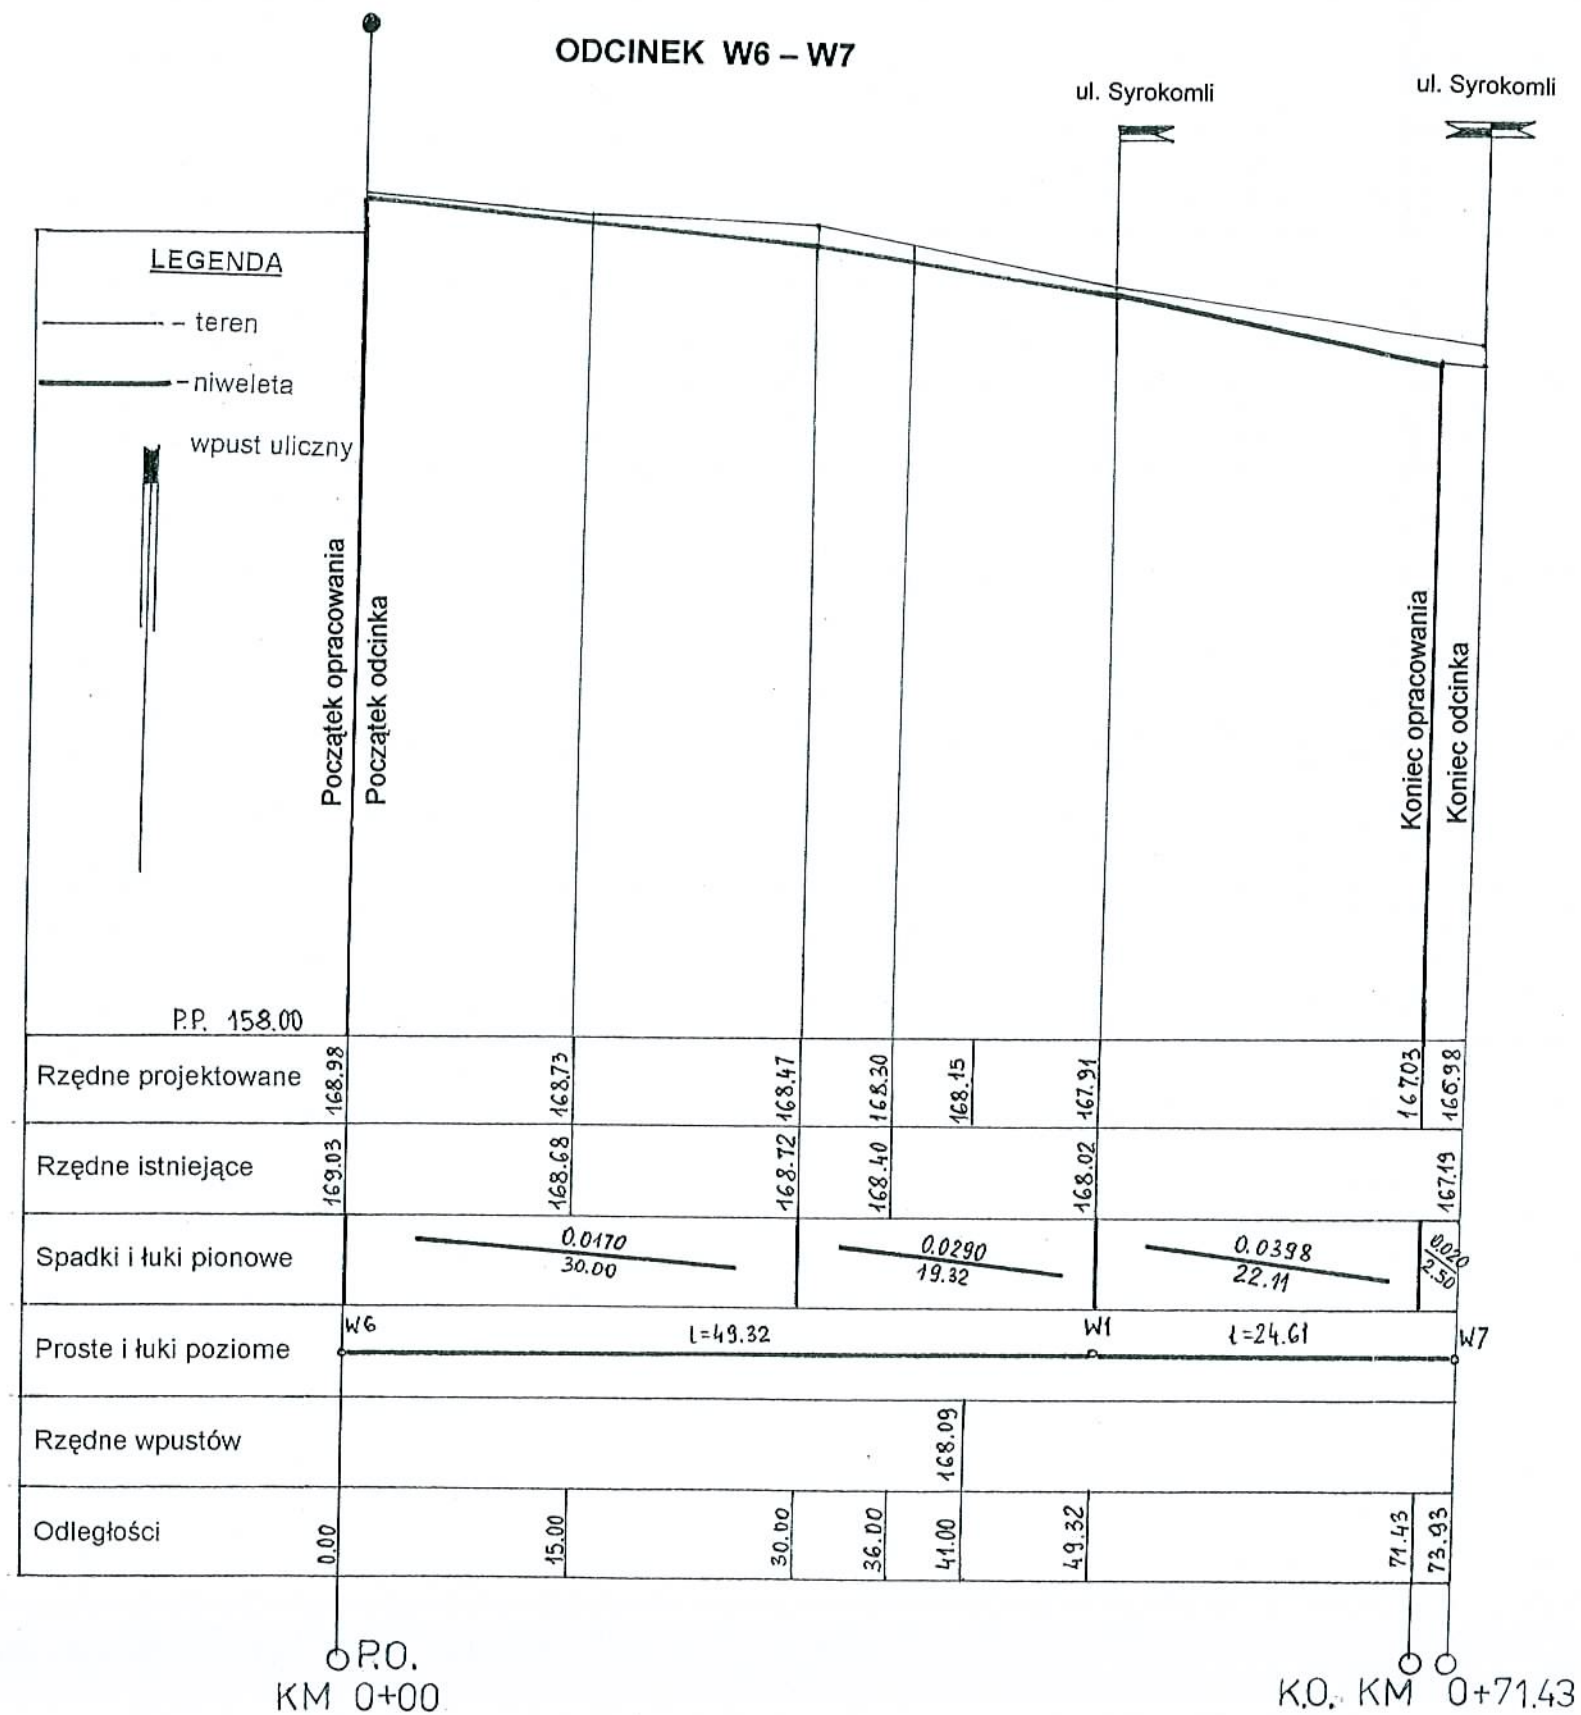 ODCINEK W6 – W7
ul. Syrokomli
ul. Syrokomli
LEGENDA
- teren
- niweleta
wpust uliczny
Początek opracowania
Początek odcinka
Koniec opracowania
Koniec odcinka
P.P. 158.00
Rzędne projektowane 168.98 168.73 168.47 168.30 168.15 167.91 167.03 166.98
Rzędne istniejące 169.03 168.68 168.72 168.40 168.02 167.19
Spadki i łuki pionowe 0.0170 0.0290 0.0398 0.020
30.00 19.32 22.11 2.50
W6 l=49.32 W1 l=24.61 W7
Proste i łuki poziome
Rzędne wpustów 168.09
Odległości 0.00 15.00 30.00 36.00 41.00 49.32 71.43 73.93
P.O.
KM 0+00
K.O. KM 0+71.43